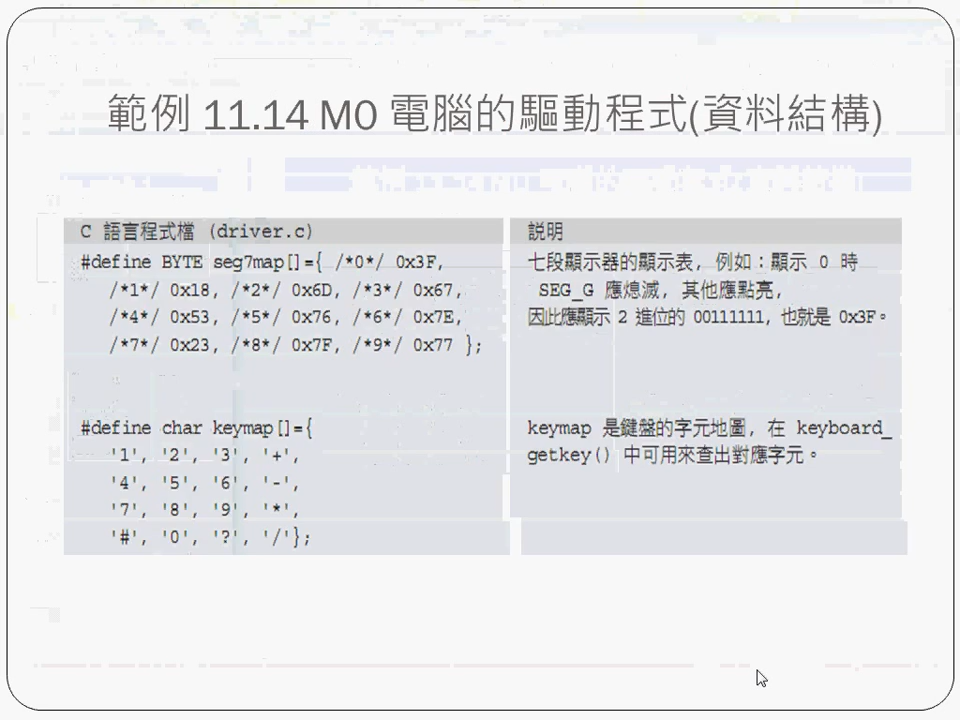 範例 11.14 M0 電腦的驅動程式(資料結構)
C 語言程式檔 (driver.c)
說明
#define BYTE seg7map[]={ /*0*/ 0x3F,
/*1*/ 0x18, /*2*/ 0x6D, /*3*/ 0x67,
/*4*/ 0x53, /*5*/ 0x76, /*6*/ 0x7E,
/*7*/ 0x23, /*8*/ 0x7F, /*9*/ 0x77 };
七段顯示器的顯示表, 例如：顯示 0 時
SEG_G 應熄滅, 其他應點亮,
因此應顯示 2 進位的 00111111, 也就是 0x3F。
#define char keymap[]={
'1', '2', '3', '+',
'4', '5', '6', '-',
'7', '8', '9', '*',
'#', '0', '?', '/'};
keymap 是鍵盤的字元地圖, 在 keyboard_
getkey() 中可用來查出對應字元。